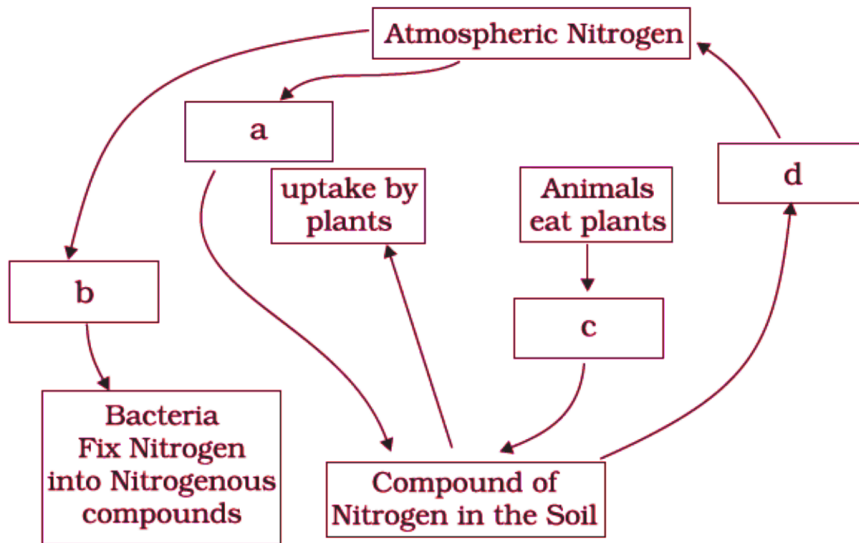 Atmospheric Nitrogen
a
uptake by
plants
Animals
eat plants
d
b
c
Bacteria
Fix Nitrogen
into Nitrogenous
compounds
Compound of
Nitrogen in the Soil